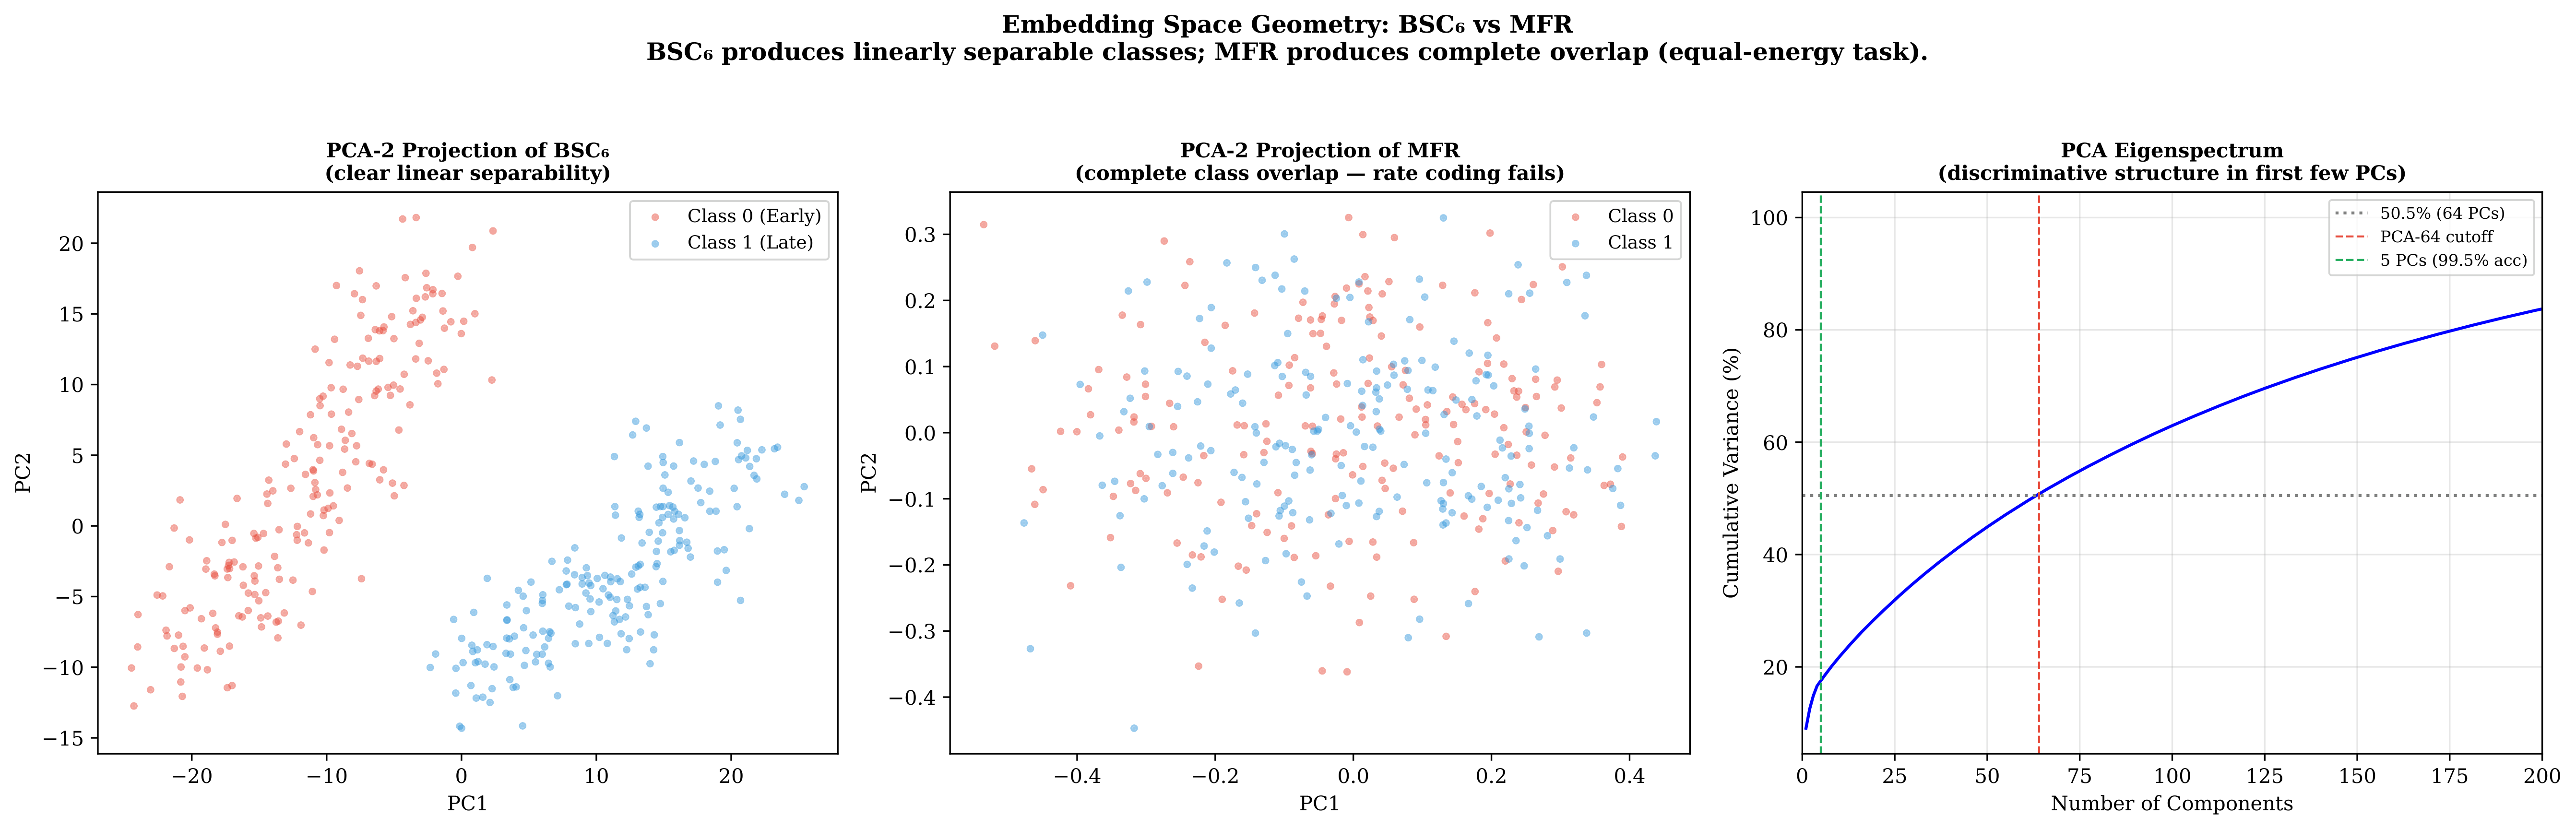 Embedding Space Geometry: BSC₆ vs MFR
BSC₆ produces linearly separable classes; MFR produces complete overlap (equal-energy task).
PCA-2 Projection of BSC₆
(clear linear separability)
Class 0 (Early)
Class 1 (Late)
20
15
10
5
0
−5
−10
−15
PC2
−20
−10
0
10
20
PC1
PCA-2 Projection of MFR
(complete class overlap — rate coding fails)
Class 0
Class 1
0.3
0.2
0.1
0.0
−0.1
−0.2
−0.3
−0.4
PC2
−0.4
−0.2
0.0
0.2
0.4
PC1
PCA Eigenspectrum
(discriminative structure in first few PCs)
50.5% (64 PCs)
PCA-64 cutoff
5 PCs (99.5% acc)
100
80
60
40
20
Cumulative Variance (%)
0
25
50
75
100
125
150
175
200
Number of Components